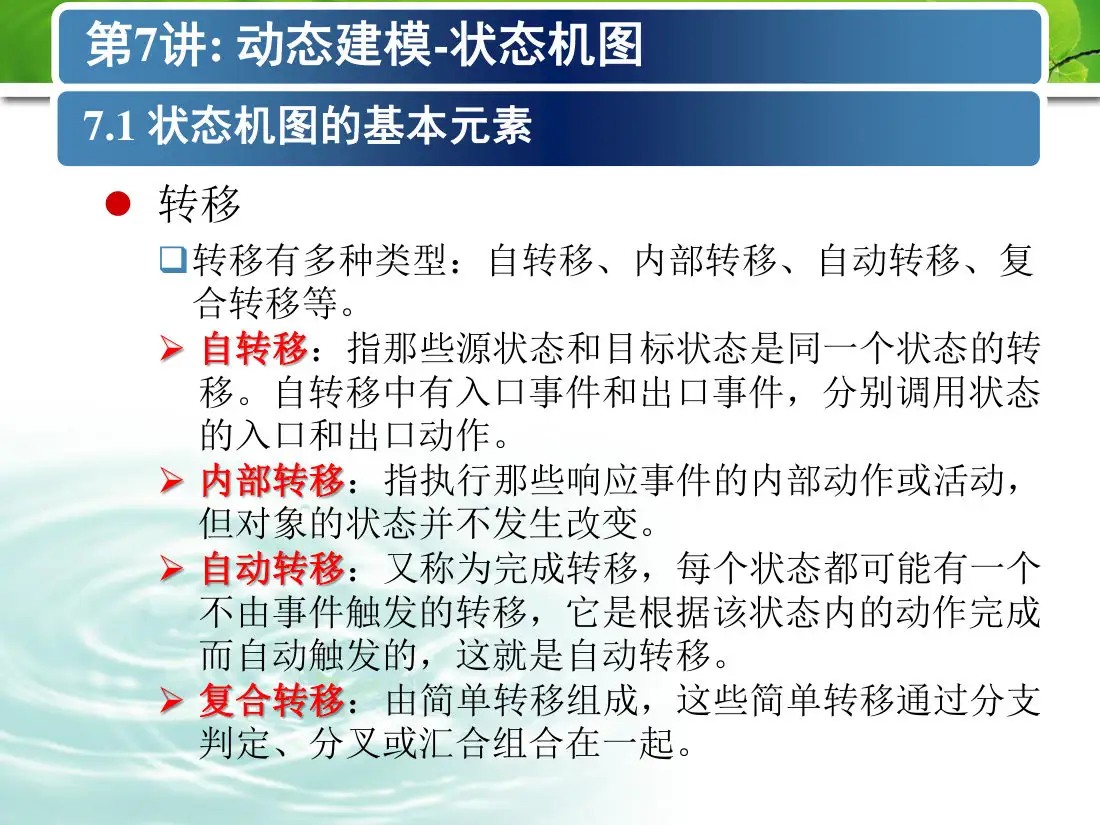 第7讲: 动态建模-状态机图
7.1 状态机图的基本元素
转移
转移有多种类型：自转移、内部转移、自动转移、复
合转移等。
自转移：指那些源状态和目标状态是同一个状态的转
移。自转移中有入口事件和出口事件，分别调用状态
的入口和出口动作。
内部转移：指执行那些响应事件的内部动作或活动，
但对象的状态并不发生改变。
自动转移：又称为完成转移，每个状态都可能有一个
不由事件触发的转移，它是根据该状态内的动作完成
而自动触发的，这就是自动转移。
复合转移：由简单转移组成，这些简单转移通过分支
判定、分叉或汇合组合在一起。